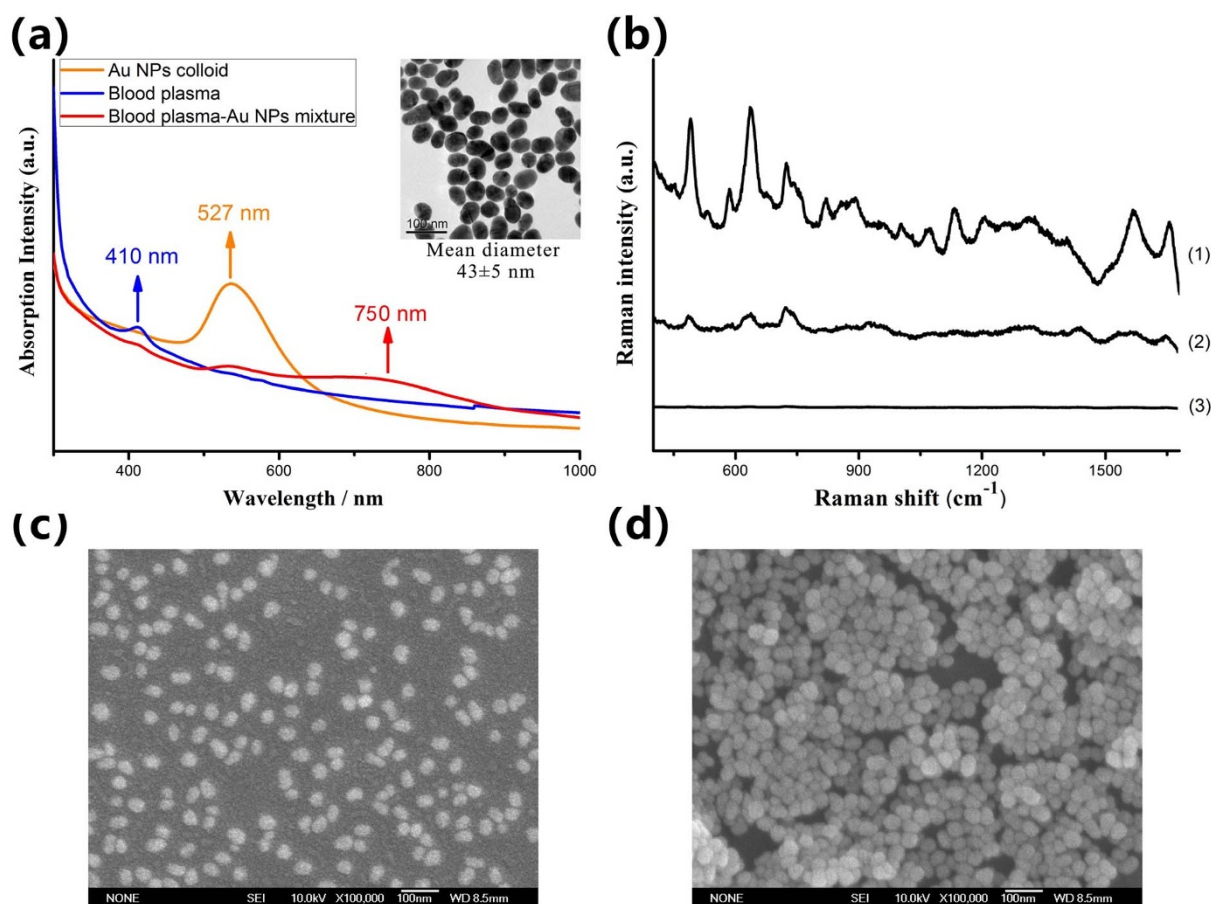 (a)
Au NPs colloid
Blood plasma
Blood plasma-Au NPs mixture
410 nm
527 nm
750 nm
100 nm
Mean diameter
43±5 nm
Absorption Intensity (a.u.)
400 600 800 1000
Wavelength / nm
(b)
Raman intensity (a.u.)
(1)
(2)
(3)
600 900 1200 1500
Raman shift (cm⁻¹)
(c)
NONE SEI 10.0kV X100,000 100nm WD 8.5mm
(d)
NONE SEI 10.0kV X100,000 100nm WD 8.5mm